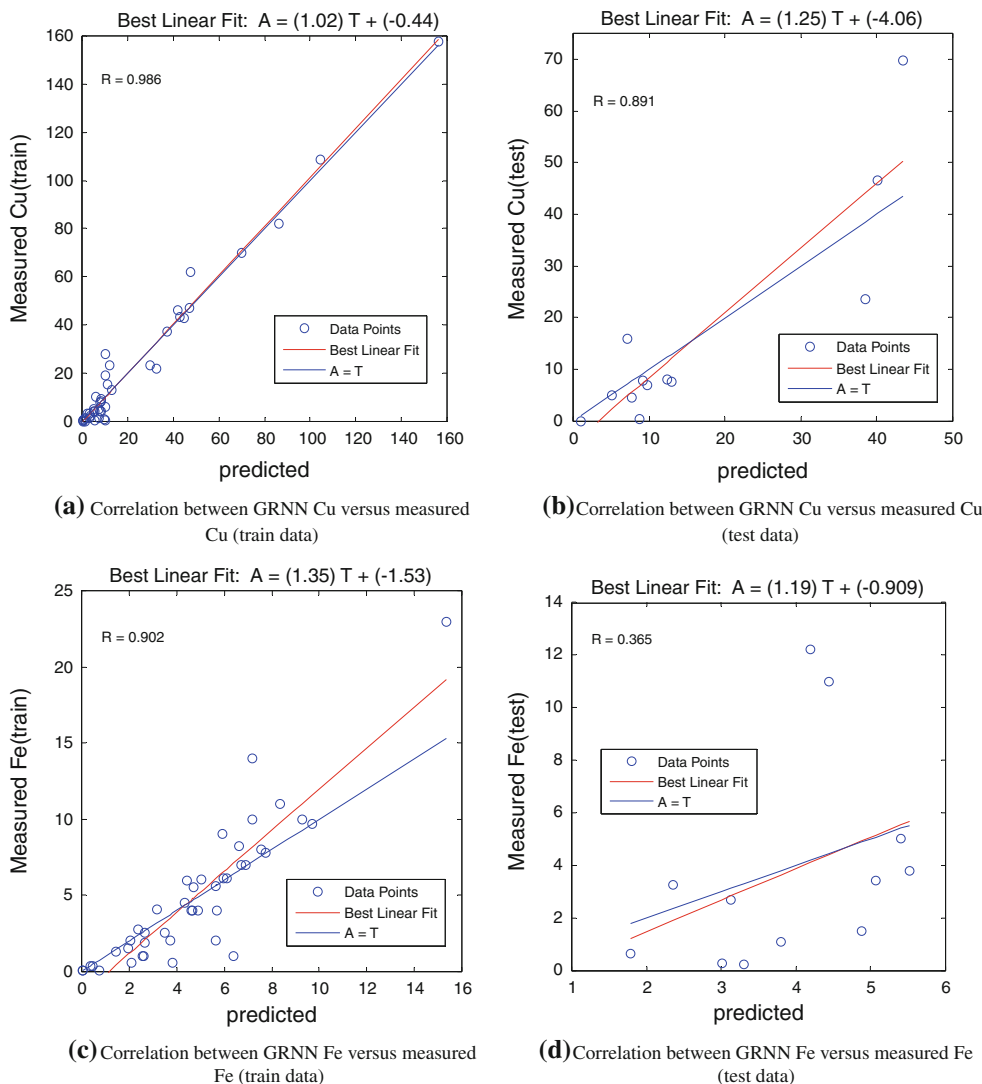 Best Linear Fit: A = (1.02) T + (-0.44)
R = 0.986
Measured Cu(train)
160
140
120
100
80
60
40
20
0
0 20 40 60 80 100 120 140 160
Data Points
Best Linear Fit
A = T
predicted
(a) Correlation between GRNN Cu versus measured
Cu (train data)
Best Linear Fit: A = (1.25) T + (-4.06)
R = 0.891
Measured Cu(test)
70
60
50
40
30
20
10
0
0 10 20 30 40 50
Data Points
Best Linear Fit
A = T
predicted
(b) Correlation between GRNN Cu versus measured Cu
(test data)
Best Linear Fit: A = (1.35) T + (-1.53)
R = 0.902
Measured Fe(train)
25
20
15
10
5
0
0 2 4 6 8 10 12 14 16
Data Points
Best Linear Fit
A = T
predicted
(c) Correlation between GRNN Fe versus measured
Fe (train data)
Best Linear Fit: A = (1.19) T + (-0.909)
R = 0.365
Measured Fe(test)
14
12
10
8
6
4
2
0
1 2 3 4 5 6
Data Points
Best Linear Fit
A = T
predicted
(d) Correlation between GRNN Fe versus measured Fe
(test data)